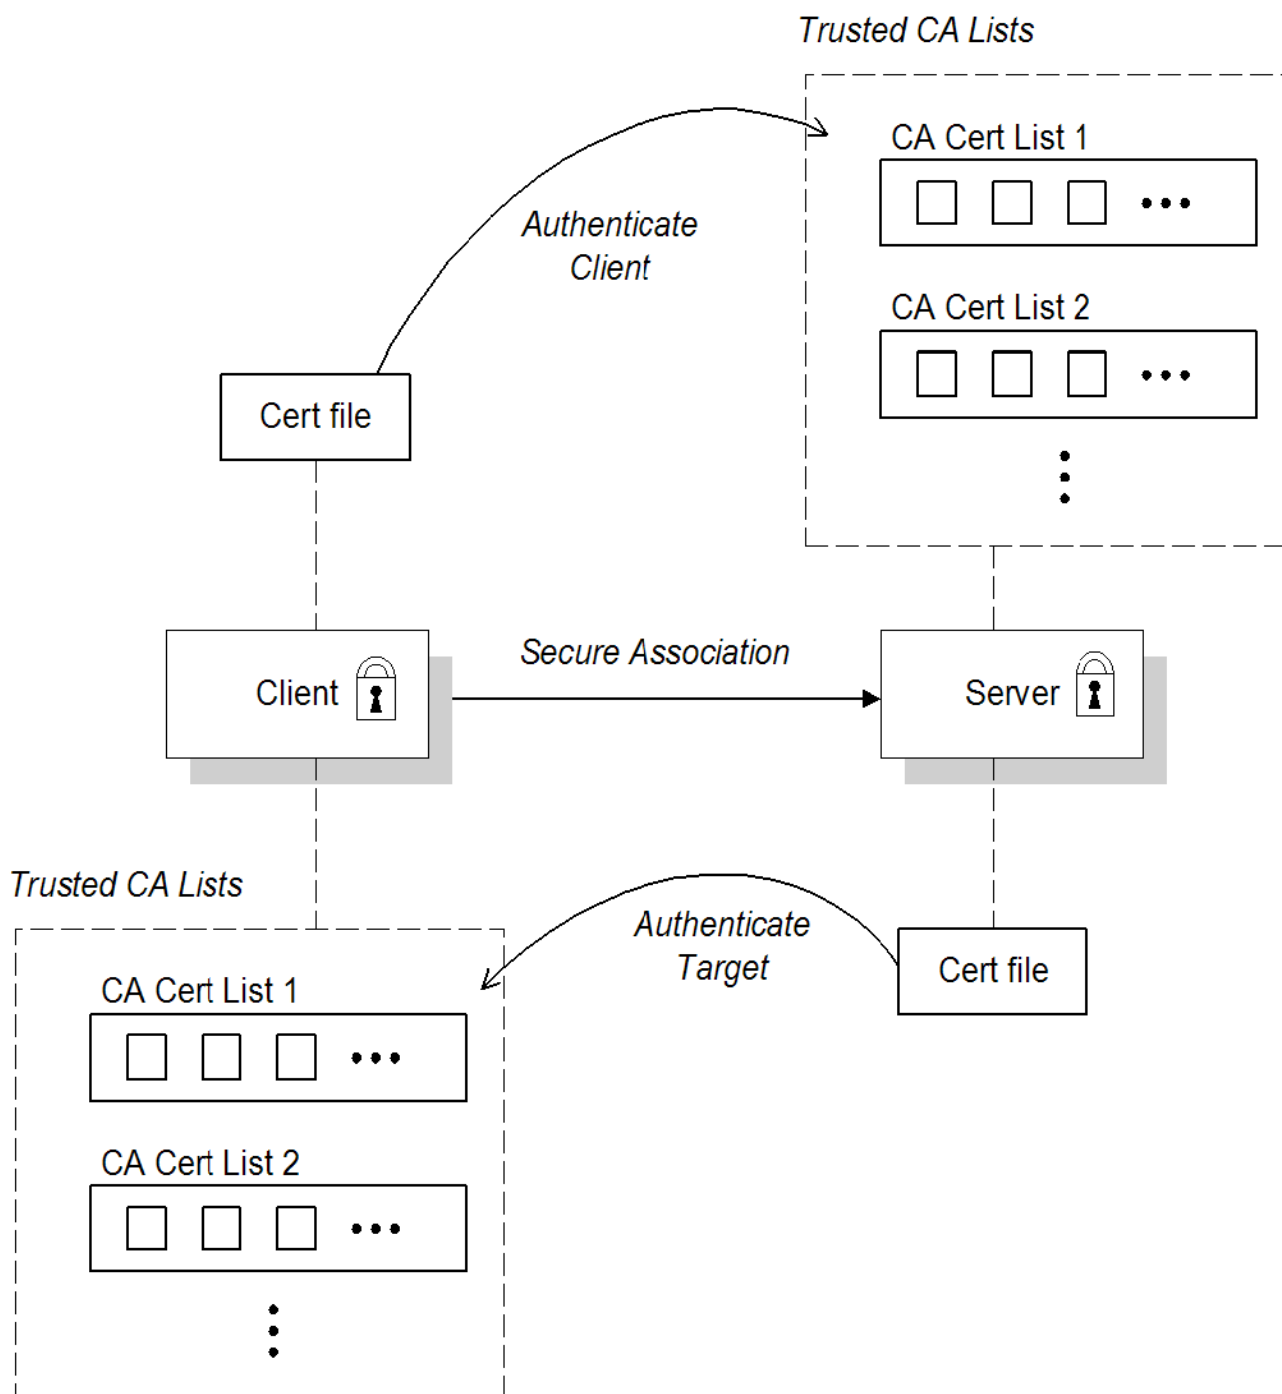 Trusted CA Lists
CA Cert List 1
Authenticate
Client
CA Cert List 2
Cert file
Secure Association
Client
Server
Trusted CA Lists
Authenticate
Target
Cert file
CA Cert List 1
CA Cert List 2